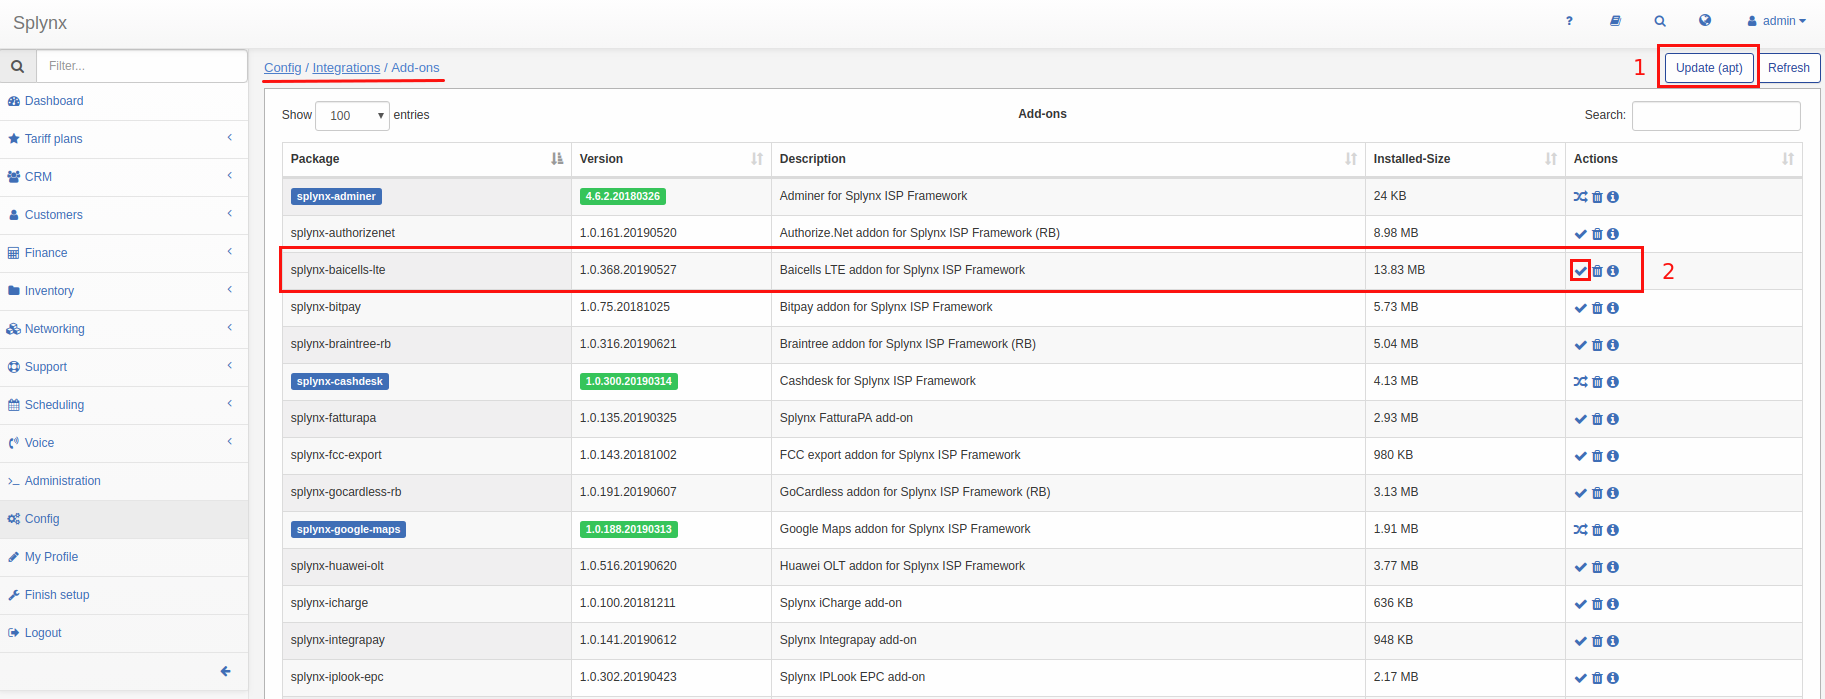 Splynx
? admin
Filter...
Config / Integrations / Add-ons
1
Update (apt) Refresh
Dashboard
Tariff plans
CRM
Customers
Finance
Inventory
Networking
Support
Scheduling
Voice
Administration
Config
My Profile
Finish setup
Logout
Show 100 entries
Add-ons
Search:
Package Version Description Installed-Size Actions
splynx-adminer 4.6.2.20180326 Adminer for Splynx ISP Framework 24 KB
splynx-authorizenet 1.0.161.20190520 Authorize.Net addon for Splynx ISP Framework (RB) 8.98 MB
splynx-baicells-lte 1.0.368.20190527 Baicells LTE addon for Splynx ISP Framework 13.83 MB 2
splynx-bitpay 1.0.75.20181025 Bitpay addon for Splynx ISP Framework 5.73 MB
splynx-braintree-rb 1.0.316.20190621 Braintree addon for Splynx ISP Framework (RB) 5.04 MB
splynx-cashdesk 1.0.300.20190314 Cashdesk for Splynx ISP Framework 4.13 MB
splynx-fatturapa 1.0.135.20190325 Splynx FatturaPA add-on 2.93 MB
splynx-fcc-export 1.0.143.20181002 FCC export addon for Splynx ISP Framework 980 KB
splynx-gocardless-rb 1.0.191.20190607 GoCardless addon for Splynx ISP Framework (RB) 3.13 MB
splynx-google-maps 1.0.188.20190313 Google Maps addon for Splynx ISP Framework 1.91 MB
splynx-huawei-olt 1.0.516.20190620 Huawei OLT addon for Splynx ISP Framework 3.77 MB
splynx-icharge 1.0.100.20181211 Splynx iCharge add-on 636 KB
splynx-integrapay 1.0.141.20190612 Splynx Integrapay add-on 948 KB
splynx-iplook-epc 1.0.302.20190423 Splynx IPLook EPC add-on 2.17 MB